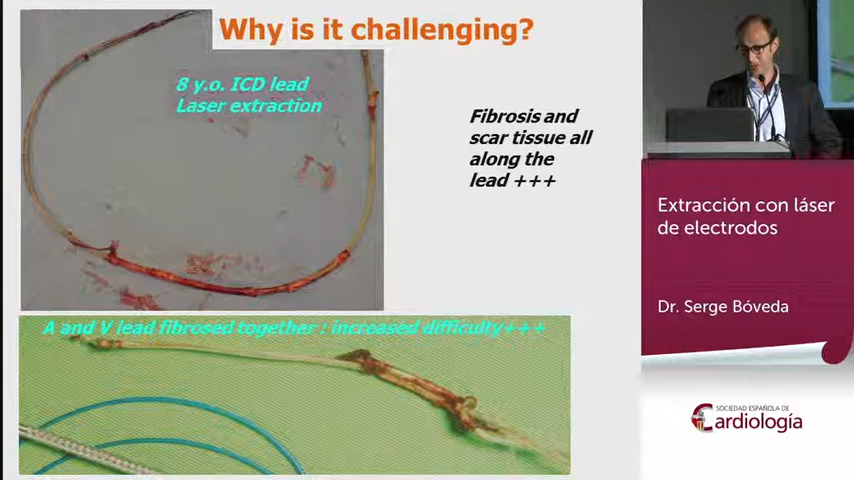 Why is it challenging?
8 y.o. ICD lead
Laser extraction
Fibrosis and
scar tissue all
along the
lead +++
A and V lead fibrosed together : increased difficulty+++
Extracción con láser
de electrodos
Dr. Serge Bóveda
SOCIEDAD ESPAÑOLA DE
Cardiología